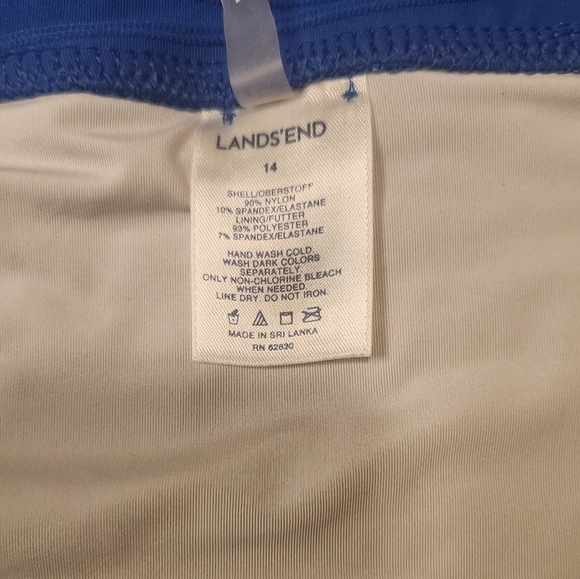 LANDS'END
14
SHELL/OBERSTOFF
90% NYLON
10% SPANDEX/ELASTANE
LINING/FUTTER
93% POLYESTER
7% SPANDEX/ELASTANE
HAND WASH COLD.
WASH DARK COLORS
SEPARATELY.
ONLY NON-CHLORINE BLEACH
WHEN NEEDED.
LINE DRY. DO NOT IRON.
MADE IN SRI LANKA
RN 62830